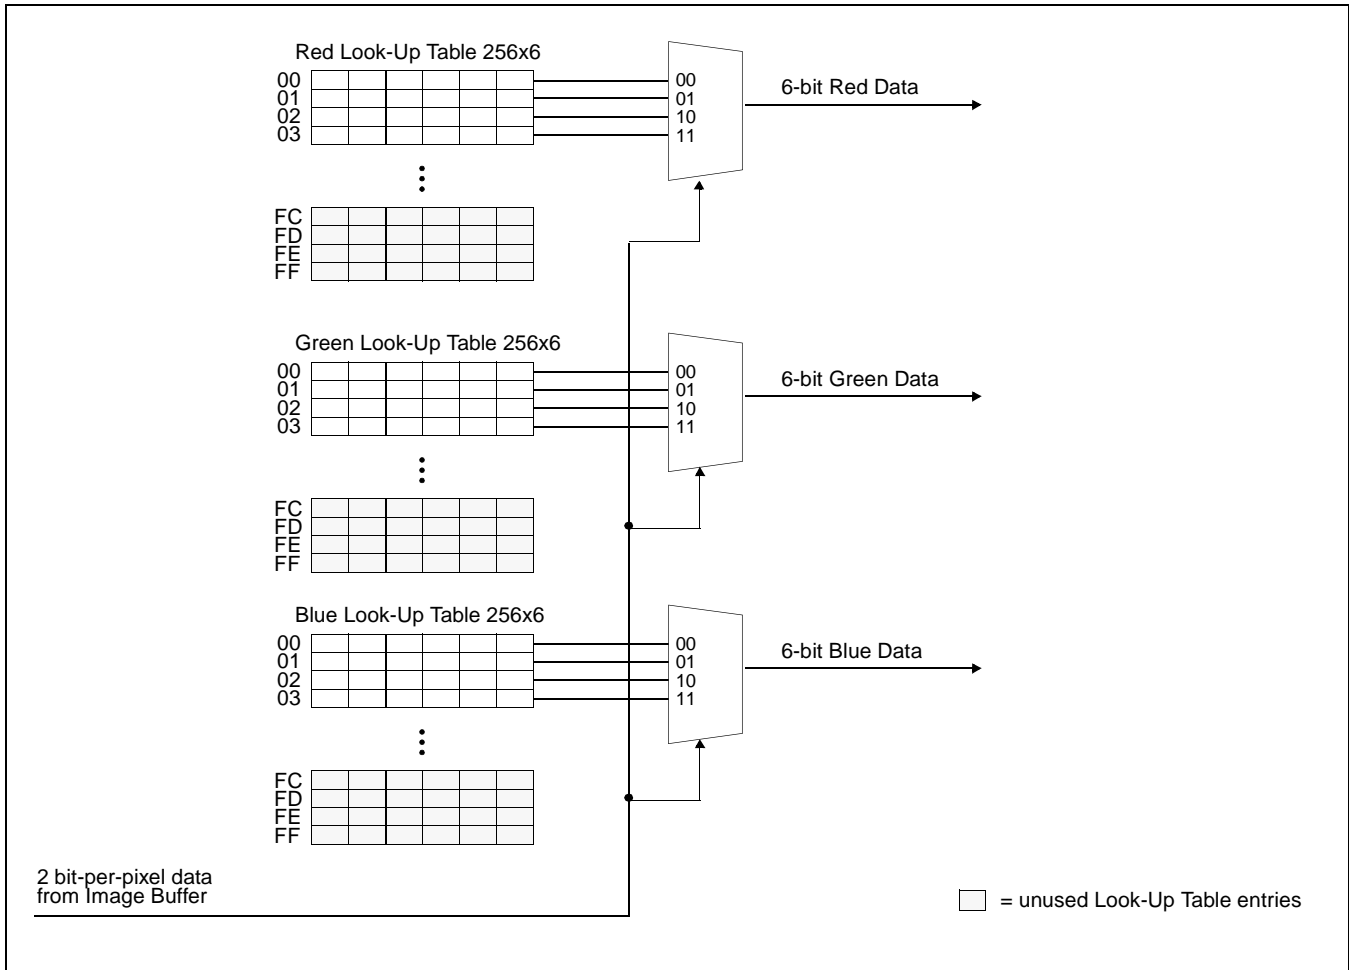 Red Look-Up Table 256x6
00
01
02
03
FC
FD
FE
FF
00
01
10
11
6-bit Red Data
Green Look-Up Table 256x6
00
01
02
03
FC
FD
FE
FF
00
01
10
11
6-bit Green Data
Blue Look-Up Table 256x6
00
01
02
03
FC
FD
FE
FF
00
01
10
11
6-bit Blue Data
2 bit-per-pixel data
from Image Buffer
= unused Look-Up Table entries